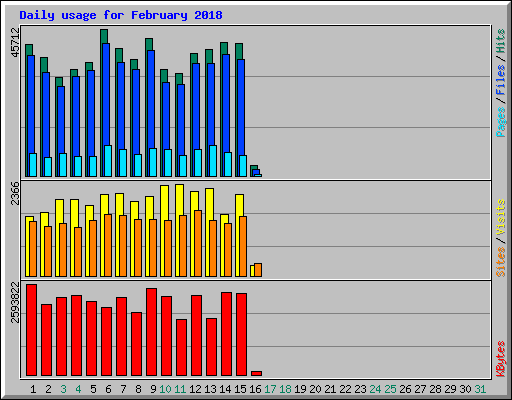 Daily usage for February 2018
45712
Pages / Files / Hits
2366
Sites / Visits
2593822
KBytes
1 2 3 4 5 6 7 8 9 10 11 12 13 14 15 16 17 18 19 20 21 22 23 24 25 26 27 28 29 30 31